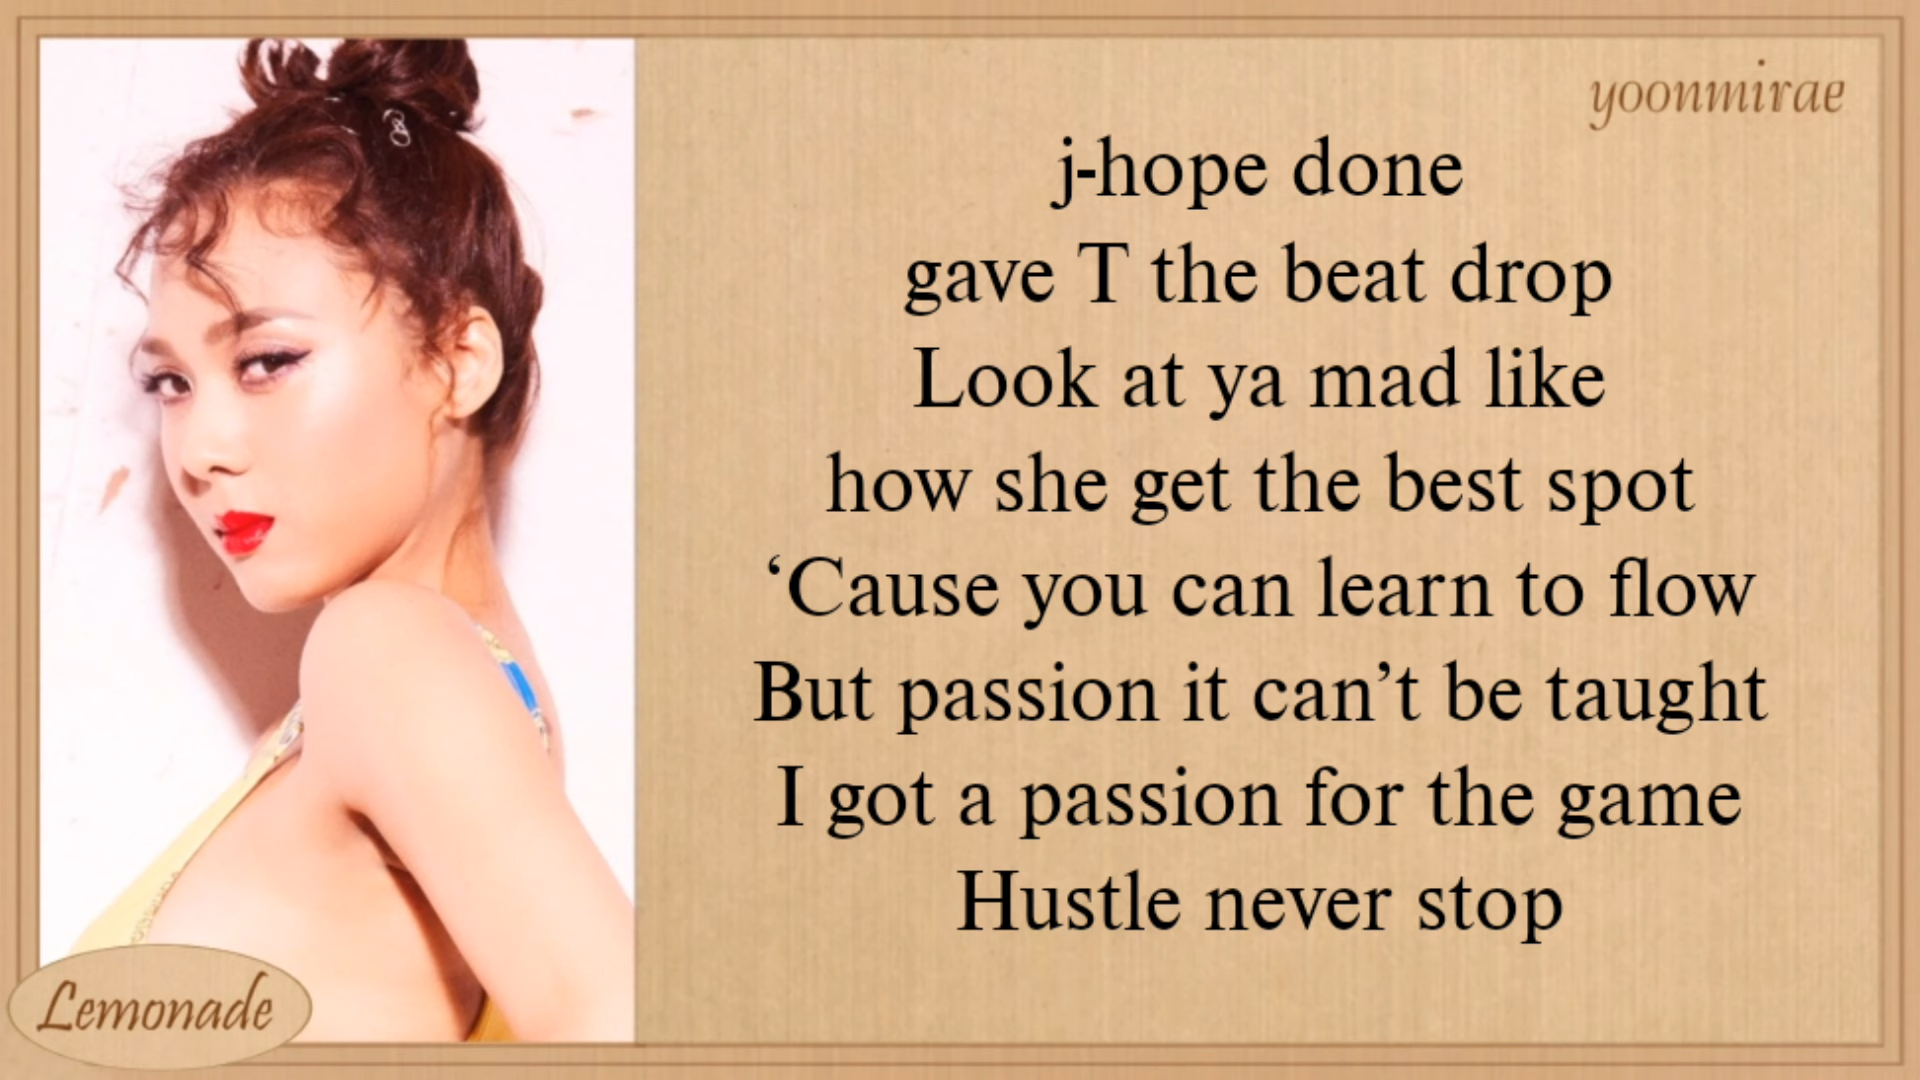 yoonmirae
j-hope done
gave T the beat drop
Look at ya mad like
how she get the best spot
‘Cause you can learn to flow
But passion it can’t be taught
I got a passion for the game
Hustle never stop
Lemonade